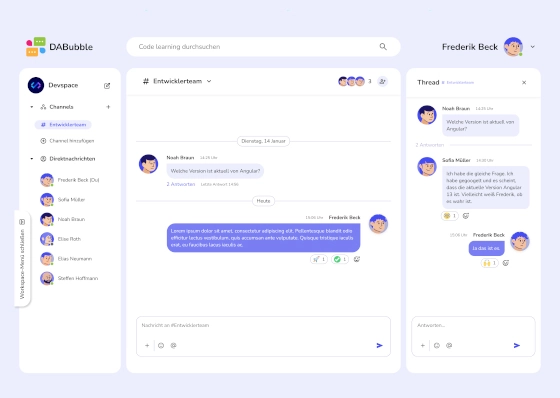 DABubble
Code learning durchsuchen
Frederik Beck
Devspace
Channels
# Entwicklerteam
Channel hinzufügen
Direktnachrichten
Frederik Beck (Du)
Sofia Müller
Noah Braun
Elise Roth
Elias Neumann
Steffen Hoffmann
Workspace-Menü schließen
# Entwicklerteam
3
Dienstag, 14 Januar
Noah Braun 14:25 Uhr
Welche Version ist aktuell von Angular?
2 Antworten Letzte Antwort 14:56
Heute
15:06 Uhr Frederik Beck
Lorem ipsum dolor sit amet, consectetur adipiscing elit. Pellentesque blandit odio
efficitur lectus vestibulum, quis accumsan ante vulputate. Quisque tristique iaculis
erat, eu faucibus lacus iaculis ac.
1
1
Nachricht an #Entwicklerteam
Thread # Entwicklerteam
Noah Braun 14:25 Uhr
Welche Version ist aktuell von
Angular?
2 Antworten
Sofia Müller 14:30 Uhr
Ich habe die gleiche Frage. Ich
habe gegoogelt und es scheint,
dass die aktuelle Version Angular
13 ist. Vielleicht weiß Frederik, ob
es wahr ist.
1
15:06 Uhr Frederik Beck
Ja das ist es.
1
Antworten...